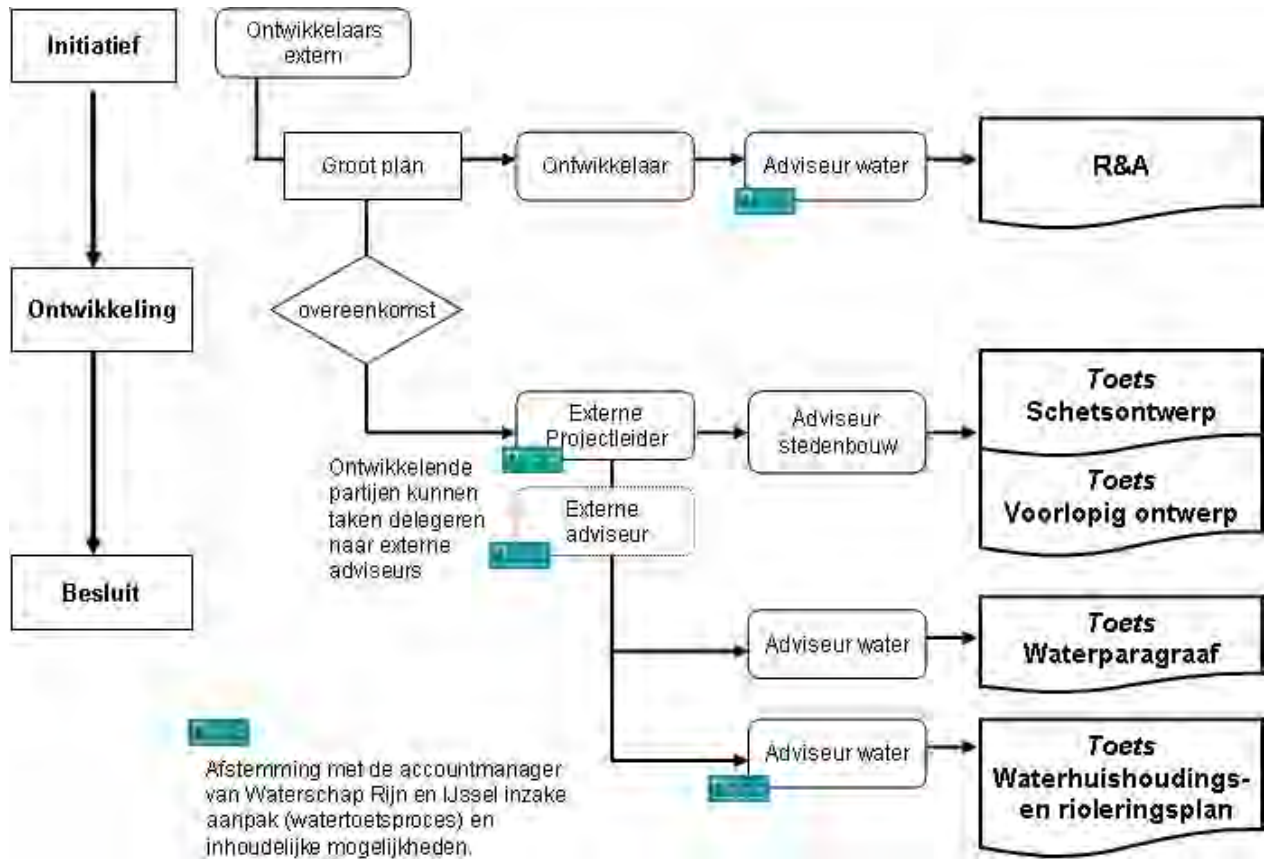 Initiatief
Ontwikkelaars
extern
Groot plan
Ontwikkelaar
Adviseur water
R&A
Ontwikkeling
overeenkomst
Externe
Projectleider
Adviseur
stedenbouw
Toets
Schetsontwerp
Toets
Voorlopig ontwerp
Ontwikkelende
partijen kunnen
taken delegeren
naar externe
adviseurs
Externe
adviseur
Besluit
Adviseur water
Toets
Waterparagraaf
Adviseur water
Toets
Waterhuishoudings-
en rioleringsplan
Afstemming met de accountmanager
van Waterschap Rijn en IJssel inzake
aanpak (watertoetsproces) en
inhoudelijke mogelijkheden.